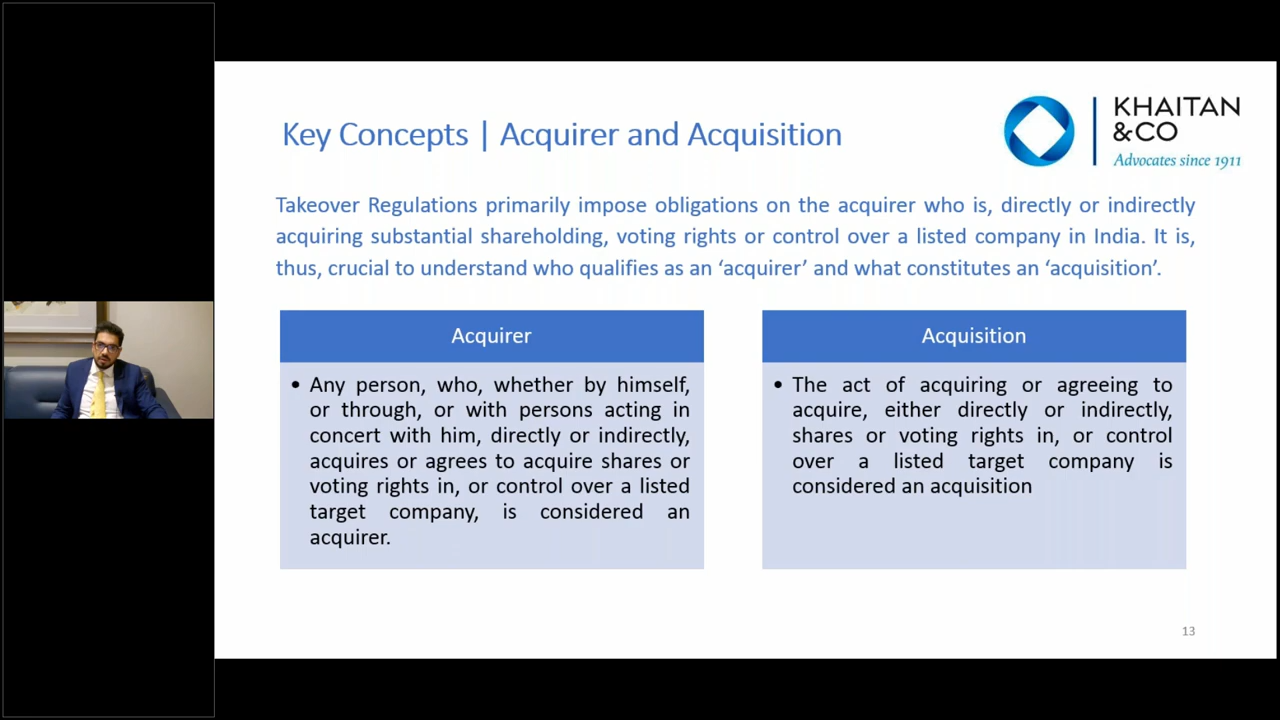 KHAITAN
&CO
Advocates since 1911
Key Concepts | Acquirer and Acquisition
Takeover Regulations primarily impose obligations on the acquirer who is, directly or indirectly
acquiring substantial shareholding, voting rights or control over a listed company in India. It is,
thus, crucial to understand who qualifies as an ‘acquirer’ and what constitutes an ‘acquisition’.
Acquirer
• Any person, who, whether by himself,
or through, or with persons acting in
concert with him, directly or indirectly,
acquires or agrees to acquire shares or
voting rights in, or control over a listed
target company, is considered an
acquirer.
Acquisition
• The act of acquiring or agreeing to
acquire, either directly or indirectly,
shares or voting rights in, or control
over a listed target company is
considered an acquisition
13